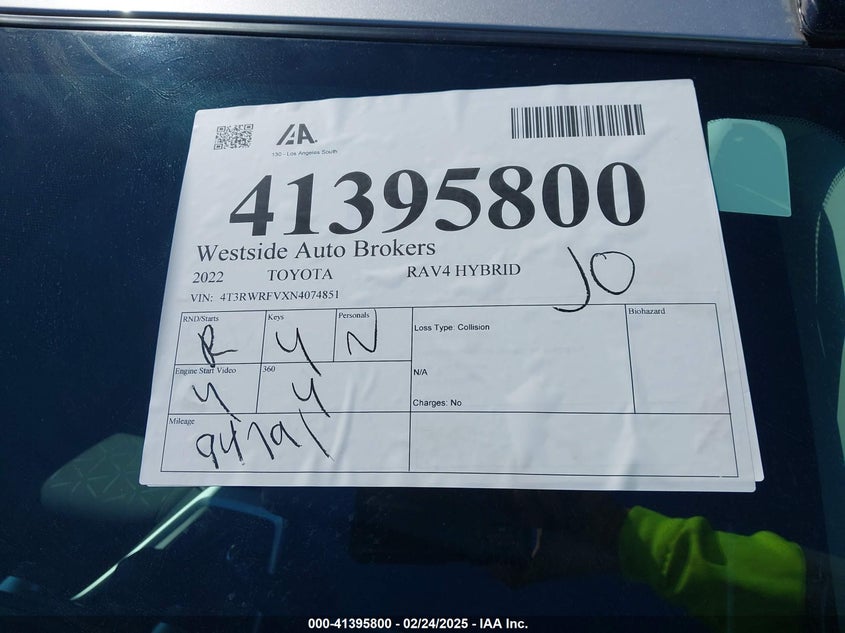 IAA.
130 - Los Angeles South
41395800
Westside Auto Brokers
2022 TOYOTA RAV4 HYBRID
JO
VIN: 4T3RWRFVXN4074851
RND/Starts Keys Personals Loss Type: Collision Biohazard
R Y N
Engine Start Video 360 N/A
Y Y Charges: No
Mileage
94791
000-41395800 - 02/24/2025 - IAA Inc.